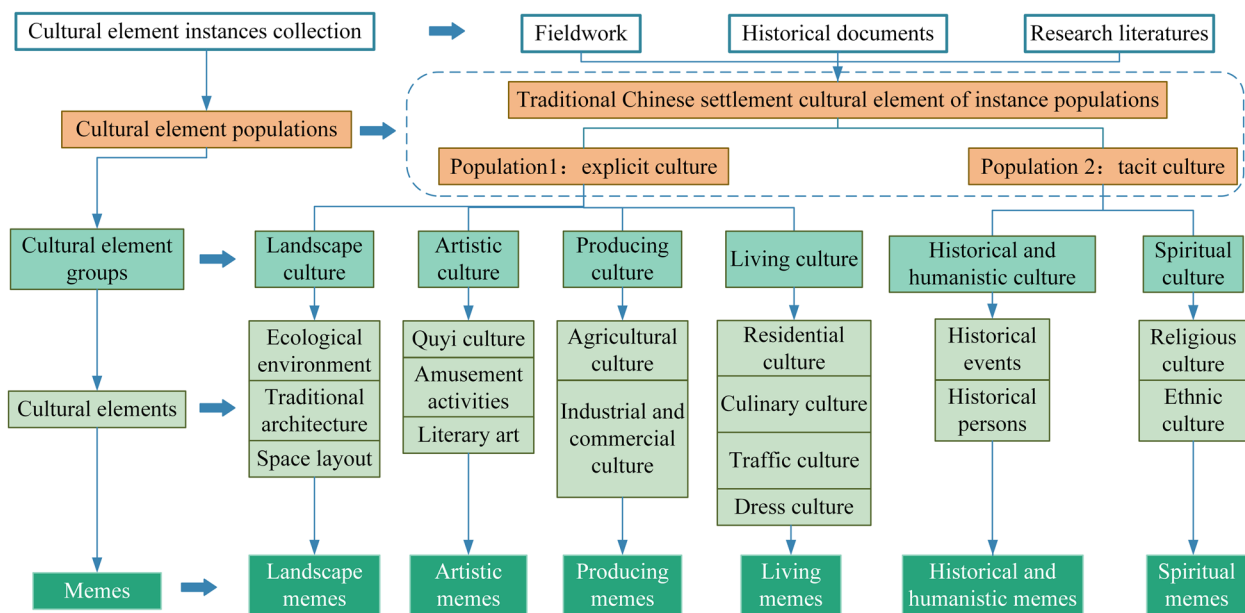 Cultural element instances collection
Fieldwork
Historical documents
Research literatures
Traditional Chinese settlement cultural element of instance populations
Cultural element populations
Population1：explicit culture
Population 2：tacit culture
Cultural element
groups
Landscape
culture
Artistic
culture
Producing
culture
Living culture
Historical and
humanistic culture
Spiritual
culture
Cultural elements
Ecological
environment
Traditional
architecture
Space layout
Quyi culture
Amusement
activities
Literary art
Agricultural
culture
Industrial and
commercial
culture
Residential
culture
Culinary culture
Traffic culture
Dress culture
Historical
events
Historical
persons
Religious
culture
Ethnic
culture
Memes
Landscape
memes
Artistic
memes
Producing
memes
Living
memes
Historical and
humanistic memes
Spiritual
memes